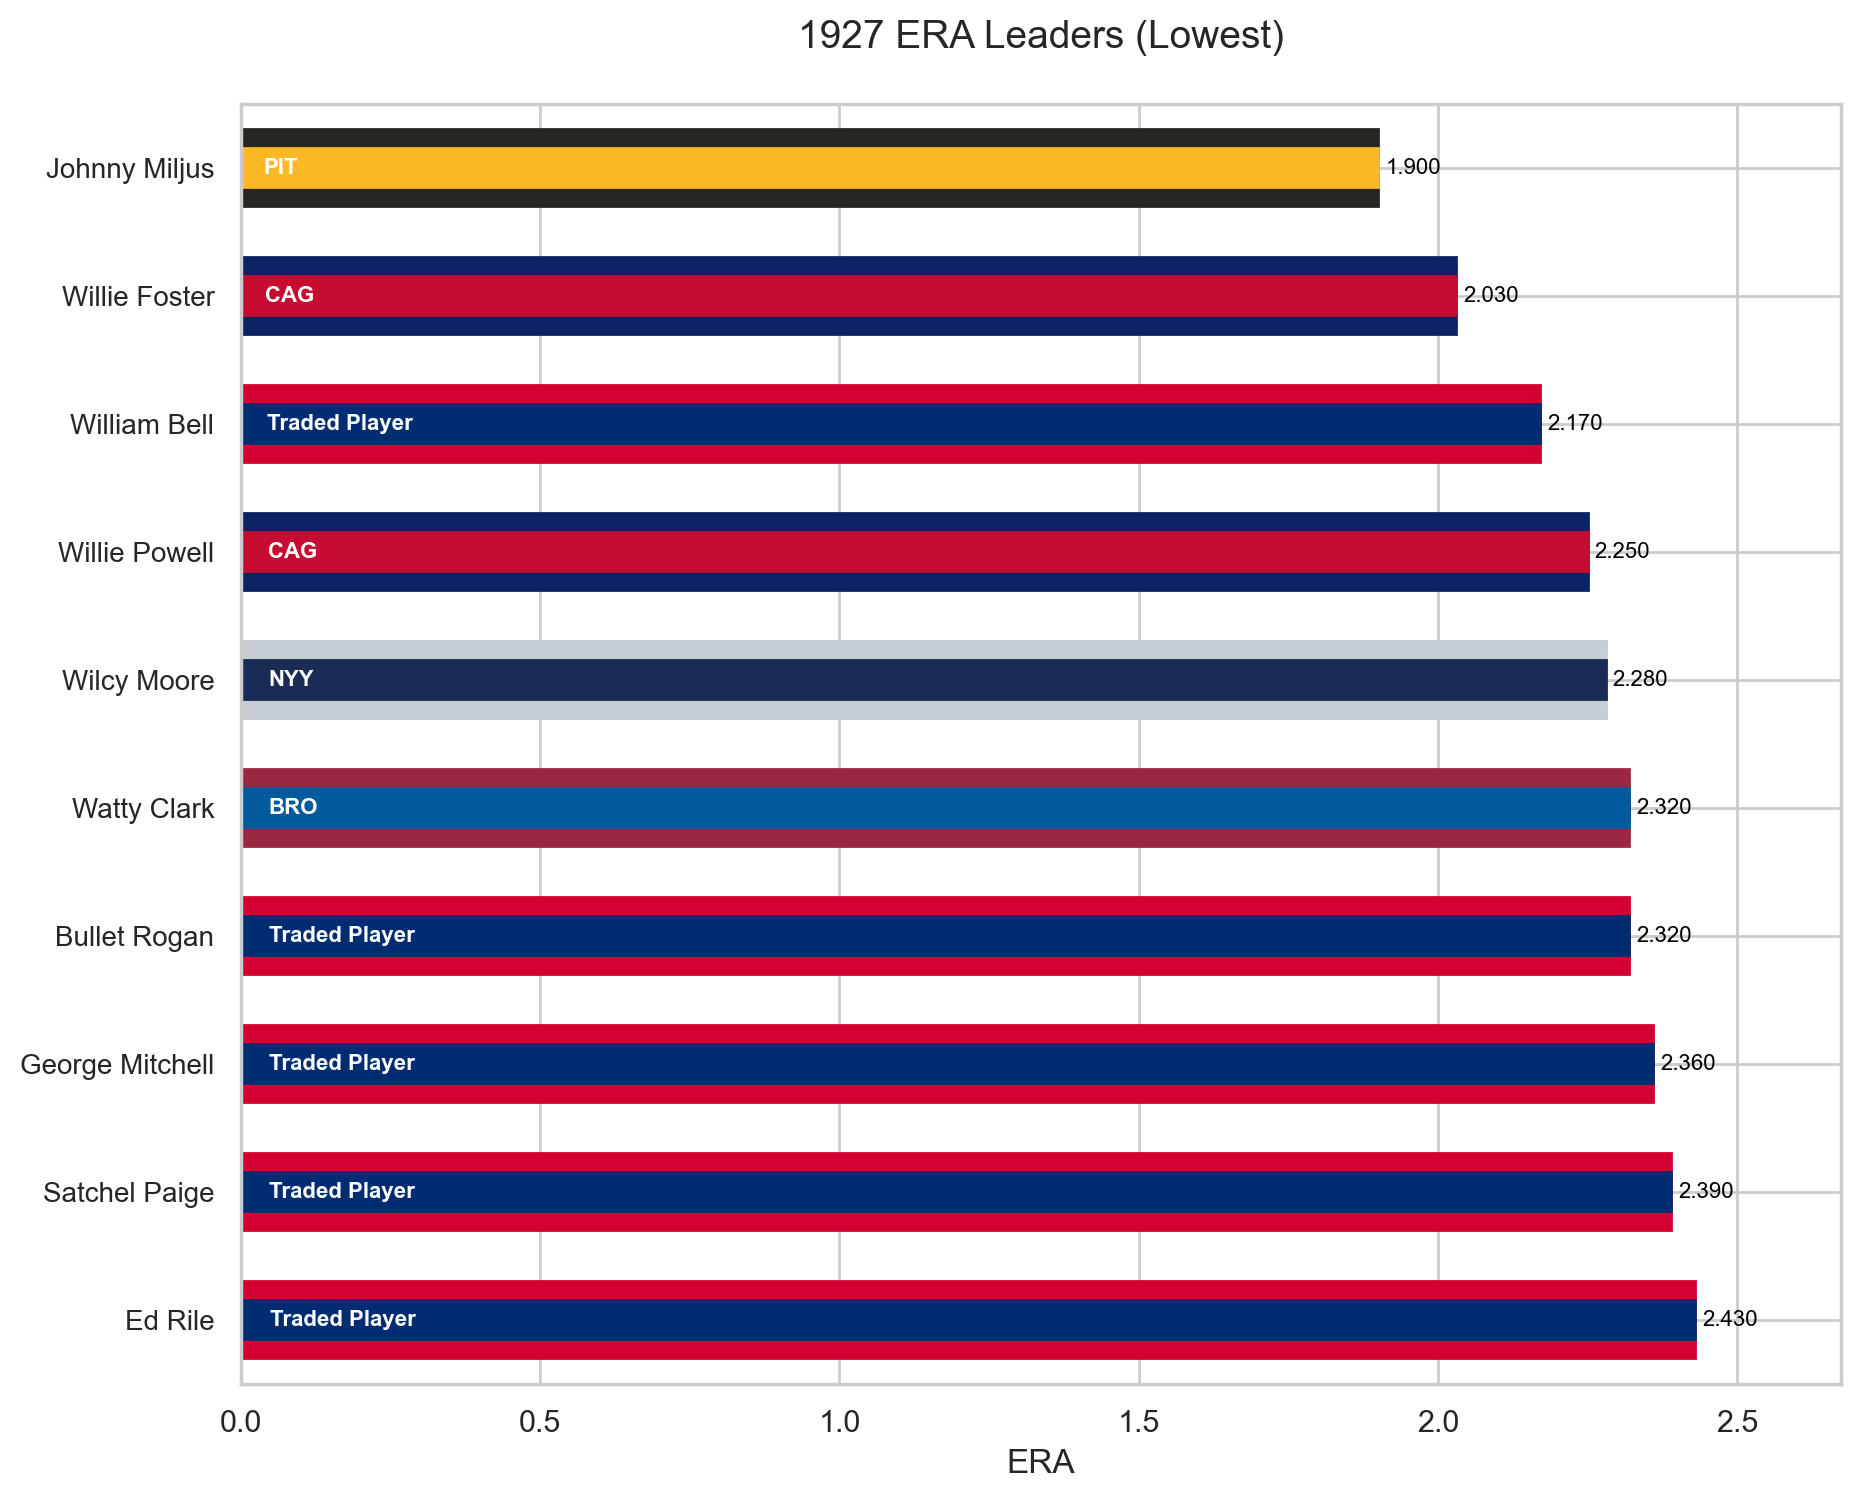 1927 ERA Leaders (Lowest)
Johnny Miljus PIT 1.900
Willie Foster CAG 2.030
William Bell Traded Player 2.170
Willie Powell CAG 2.250
Wilcy Moore NYY 2.280
Watty Clark BRO 2.320
Bullet Rogan Traded Player 2.320
George Mitchell Traded Player 2.360
Satchel Paige Traded Player 2.390
Ed Rile Traded Player 2.430
0.0 0.5 1.0 1.5 2.0 2.5
ERA